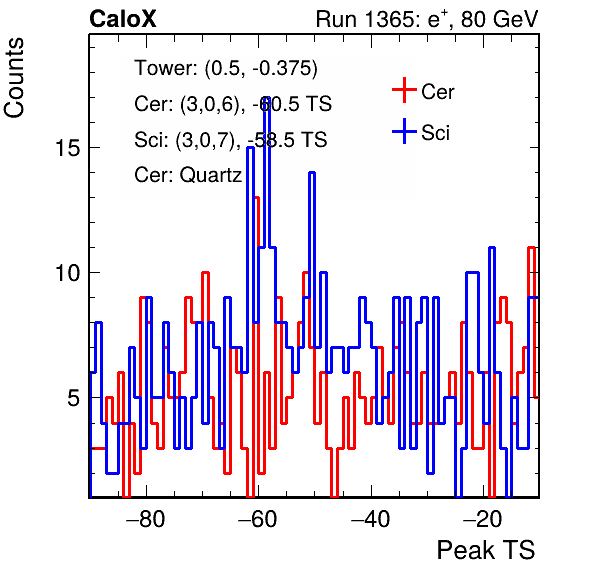 CaloX Run 1365: e⁺, 80 GeV
Counts
Tower: (0.5, -0.375)
Cer: (3,0,6), -60.5 TS
Sci: (3,0,7), -58.5 TS
Cer: Quartz
Cer
Sci
15
10
5
−80 −60 −40 −20
Peak TS